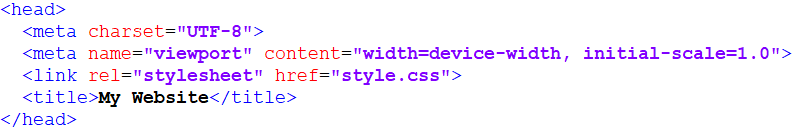 <head>
  <meta charset="UTF-8">
  <meta name="viewport" content="width=device-width, initial-scale=1.0">
  <link rel="stylesheet" href="style.css">
  <title>My Website</title>
</head>